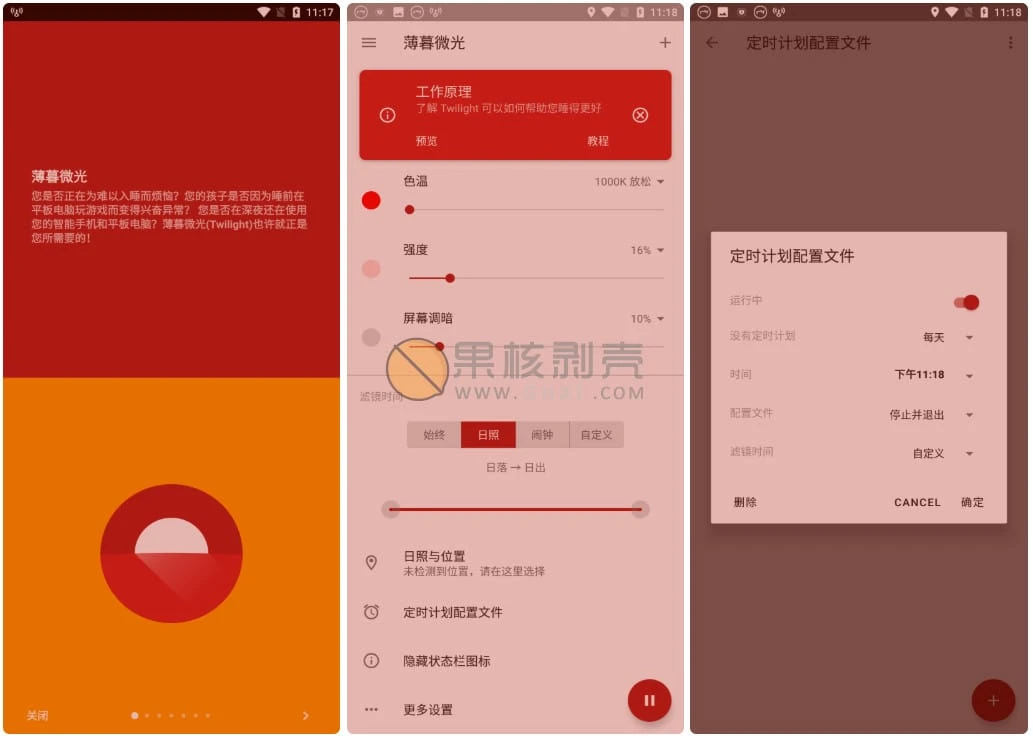 11:17
薄暮微光
您是否正在为难以入睡而烦恼？您的孩子是否因为睡前在
平板电脑玩游戏而变得兴奋异常？ 您是否在深夜还在使用
您的智能手机和平板电脑？薄暮微光(Twilight)也许就正是
您所需要的！
关闭
11:18
薄暮微光
工作原理
了解 Twilight 可以如何帮助您睡得更好
预览 教程
色温 1000K 放松
强度 16%
屏幕调暗 10%
果核剥壳
滤镜时间
始终 日照 闹钟 自定义
日落 → 日出
日照与位置
未检测到位置，请在这里选择
定时计划配置文件
隐藏状态栏图标
更多设置
11:18
定时计划配置文件
定时计划配置文件
运行中
没有定时计划 每天
时间 下午11:18
配置文件 停止并退出
滤镜时间 自定义
删除 CANCEL 确定